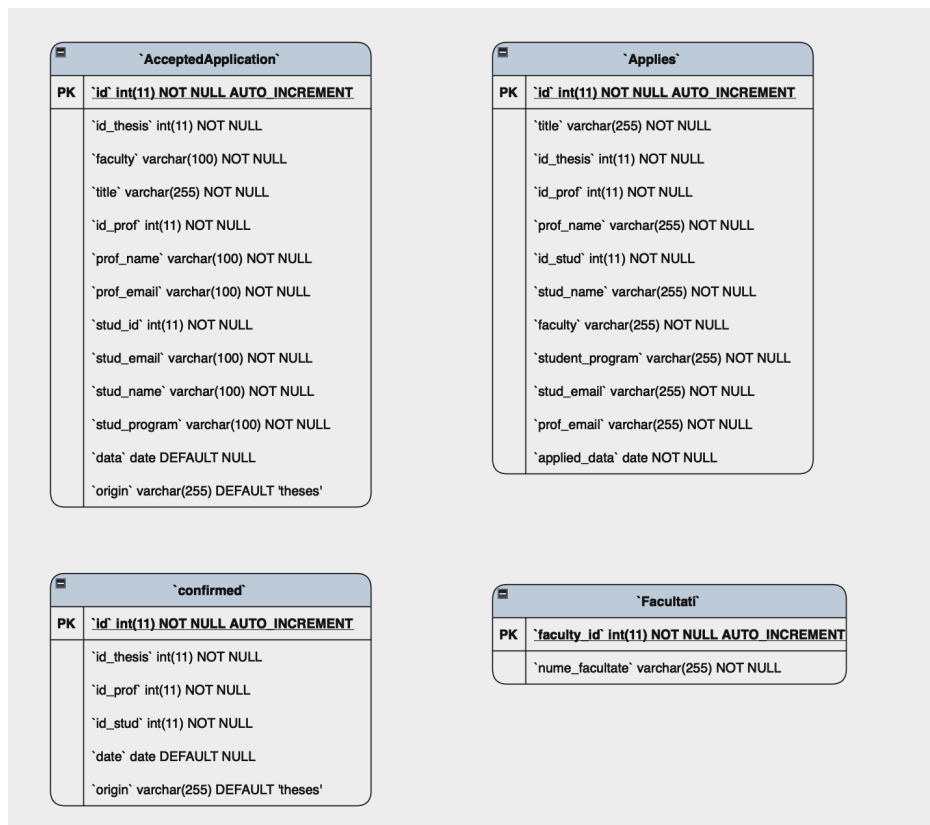 `AcceptedApplication`
PK `id` int(11) NOT NULL AUTO_INCREMENT
`id_thesis` int(11) NOT NULL
`faculty` varchar(100) NOT NULL
`title` varchar(255) NOT NULL
`id_prof` int(11) NOT NULL
`prof_name` varchar(100) NOT NULL
`prof_email` varchar(100) NOT NULL
`stud_id` int(11) NOT NULL
`stud_email` varchar(100) NOT NULL
`stud_name` varchar(100) NOT NULL
`stud_program` varchar(100) NOT NULL
`data` date DEFAULT NULL
`origin` varchar(255) DEFAULT 'theses'
`Applies`
PK `id` int(11) NOT NULL AUTO_INCREMENT
`title` varchar(255) NOT NULL
`id_thesis` int(11) NOT NULL
`id_prof` int(11) NOT NULL
`prof_name` varchar(255) NOT NULL
`id_stud` int(11) NOT NULL
`stud_name` varchar(255) NOT NULL
`faculty` varchar(255) NOT NULL
`student_program` varchar(255) NOT NULL
`stud_email` varchar(255) NOT NULL
`prof_email` varchar(255) NOT NULL
`applied_data` date NOT NULL
`confirmed`
PK `id` int(11) NOT NULL AUTO_INCREMENT
`id_thesis` int(11) NOT NULL
`id_prof` int(11) NOT NULL
`id_stud` int(11) NOT NULL
`date` date DEFAULT NULL
`origin` varchar(255) DEFAULT 'theses'
`Facultati`
PK `faculty_id` int(11) NOT NULL AUTO_INCREMENT
`nume_facultate` varchar(255) NOT NULL